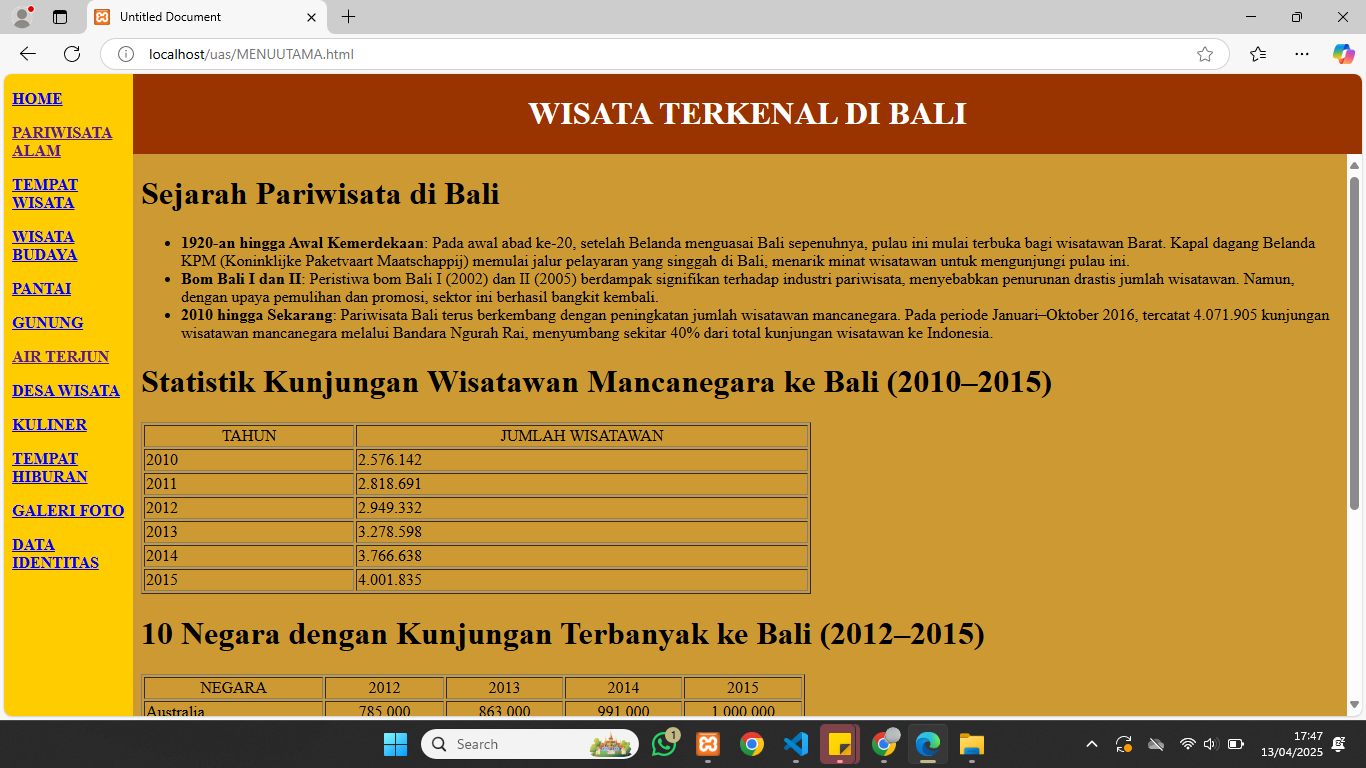 Untitled Document
localhost/uas/MENUUTAMA.html
HOME
PARIWISATA
ALAM
TEMPAT
WISATA
WISATA
BUDAYA
PANTAI
GUNUNG
AIR TERJUN
DESA WISATA
KULINER
TEMPAT
HIBURAN
GALERI FOTO
DATA
IDENTITAS
WISATA TERKENAL DI BALI
Sejarah Pariwisata di Bali
• 1920-an hingga Awal Kemerdekaan: Pada awal abad ke-20, setelah Belanda menguasai Bali sepenuhnya, pulau ini mulai terbuka bagi wisatawan Barat. Kapal dagang Belanda
KPM (Koninklijke Paketvaart Maatschappij) memulai jalur pelayaran yang singgah di Bali, menarik minat wisatawan untuk mengunjungi pulau ini.
• Bom Bali I dan II: Peristiwa bom Bali I (2002) dan II (2005) berdampak signifikan terhadap industri pariwisata, menyebabkan penurunan drastis jumlah wisatawan. Namun,
dengan upaya pemulihan dan promosi, sektor ini berhasil bangkit kembali.
• 2010 hingga Sekarang: Pariwisata Bali terus berkembang dengan peningkatan jumlah wisatawan mancanegara. Pada periode Januari–Oktober 2016, tercatat 4.071.905 kunjungan
wisatawan mancanegara melalui Bandara Ngurah Rai, menyumbang sekitar 40% dari total kunjungan wisatawan ke Indonesia.
Statistik Kunjungan Wisatawan Mancanegara ke Bali (2010–2015)
TAHUN JUMLAH WISATAWAN
2010 2.576.142
2011 2.818.691
2012 2.949.332
2013 3.278.598
2014 3.766.638
2015 4.001.835
10 Negara dengan Kunjungan Terbanyak ke Bali (2012–2015)
NEGARA 2012 2013 2014 2015
Australia 785.000 863.000 991.000 1.000.000
Search
1
17:47
13/04/2025